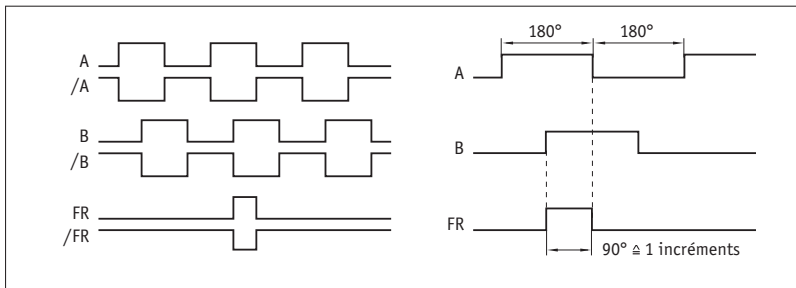 A
/A
B
/B
FR
/FR
180° 180°
A
B
FR
90° ≙ 1 incréments